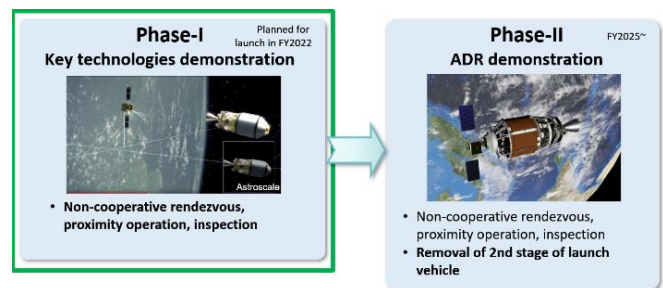 Phase-I
Planned for
launch in FY2022
Key technologies demonstration
Astroscale
• Non-cooperative rendezvous,
proximity operation, inspection
Phase-II
FY2025~
ADR demonstration
• Non-cooperative rendezvous,
proximity operation, inspection
• Removal of 2nd stage of launch
vehicle